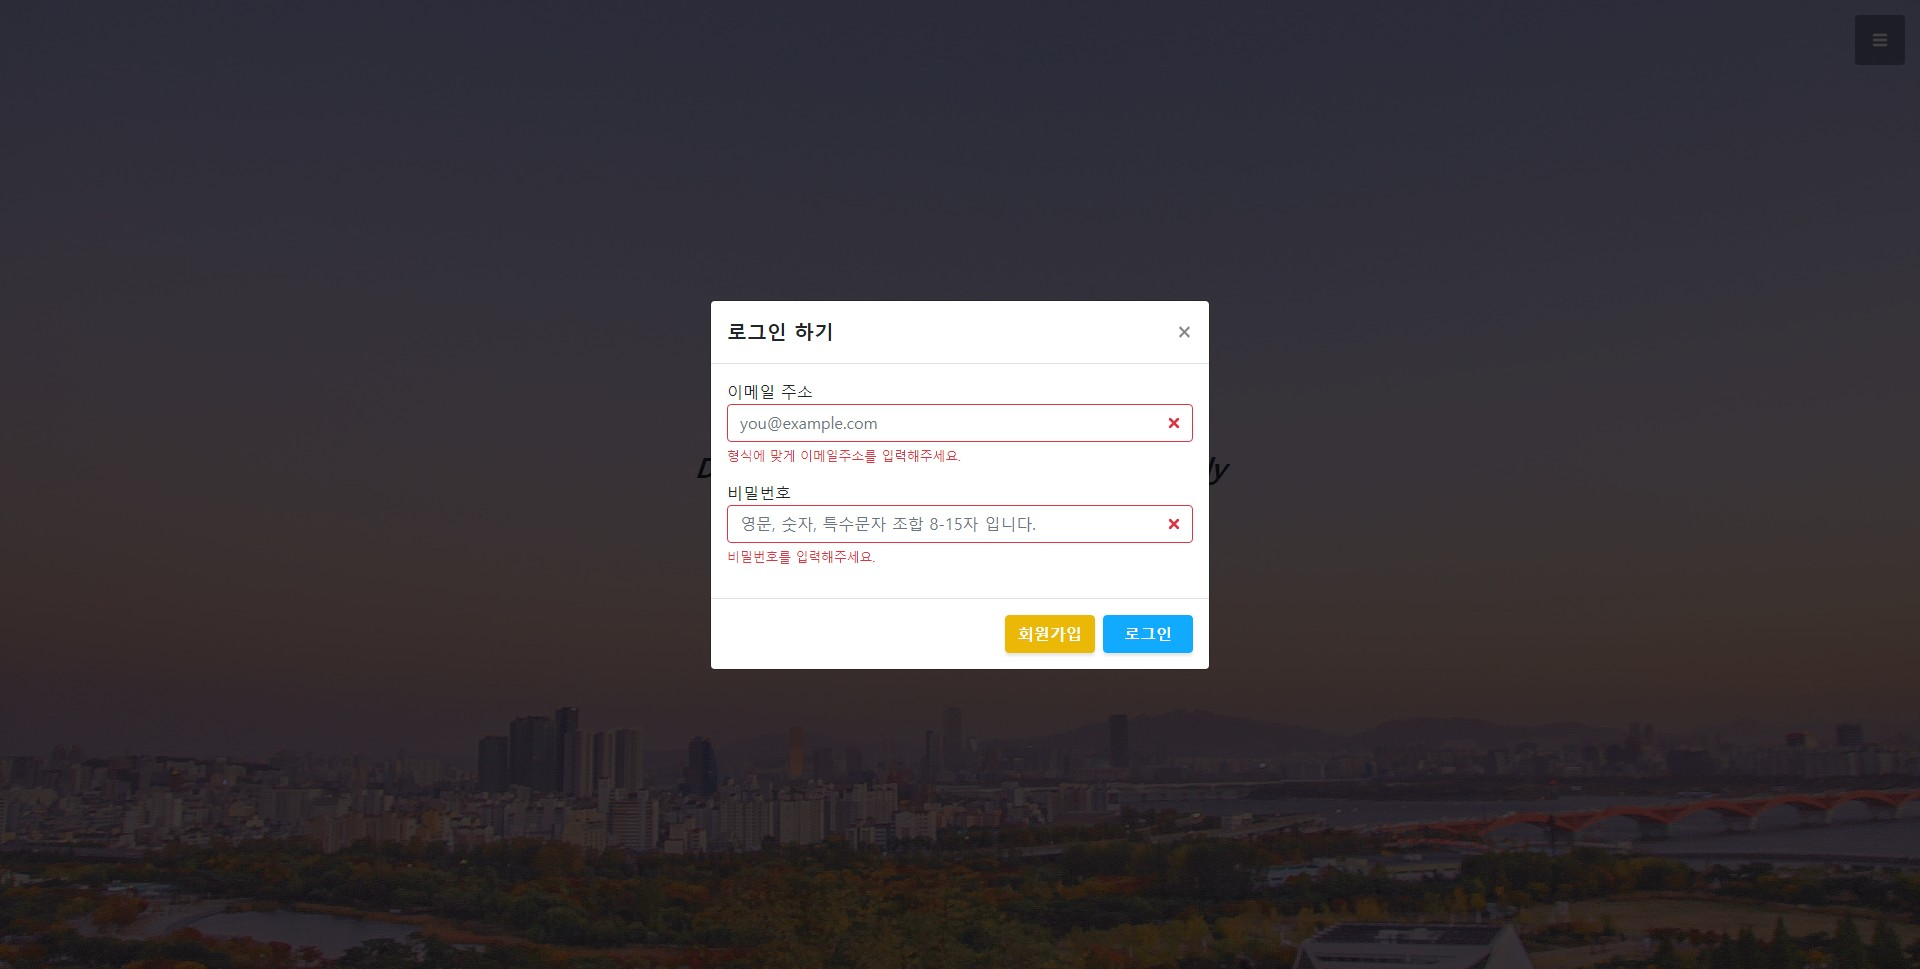 로그인 하기
×
이메일 주소
you@example.com
형식에 맞게 이메일주소를 입력해주세요.
비밀번호
영문, 숫자, 특수문자 조합 8-15자 입니다.
비밀번호를 입력해주세요.
회원가입
로그인